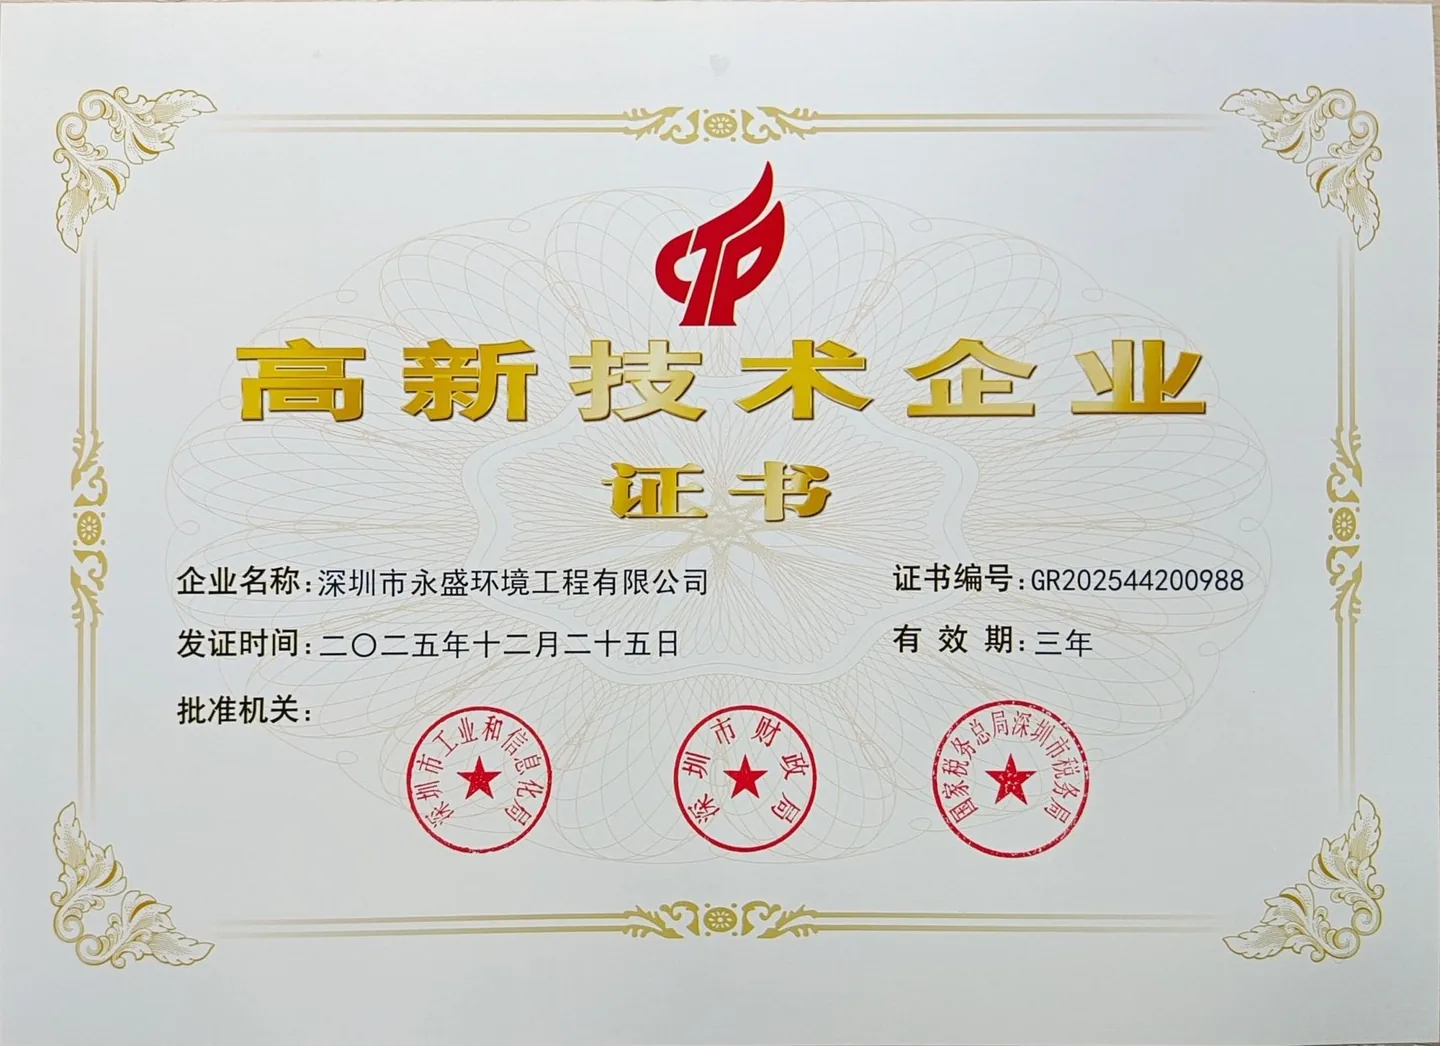 高新技术企业
证书
企业名称:深圳市永盛环境工程有限公司
证书编号:GR202544200988
发证时间:二〇二五年十二月二十五日
有效期:三年
批准机关:
深圳市工业和信息化局
深圳市财政局
国家税务总局深圳市税务局